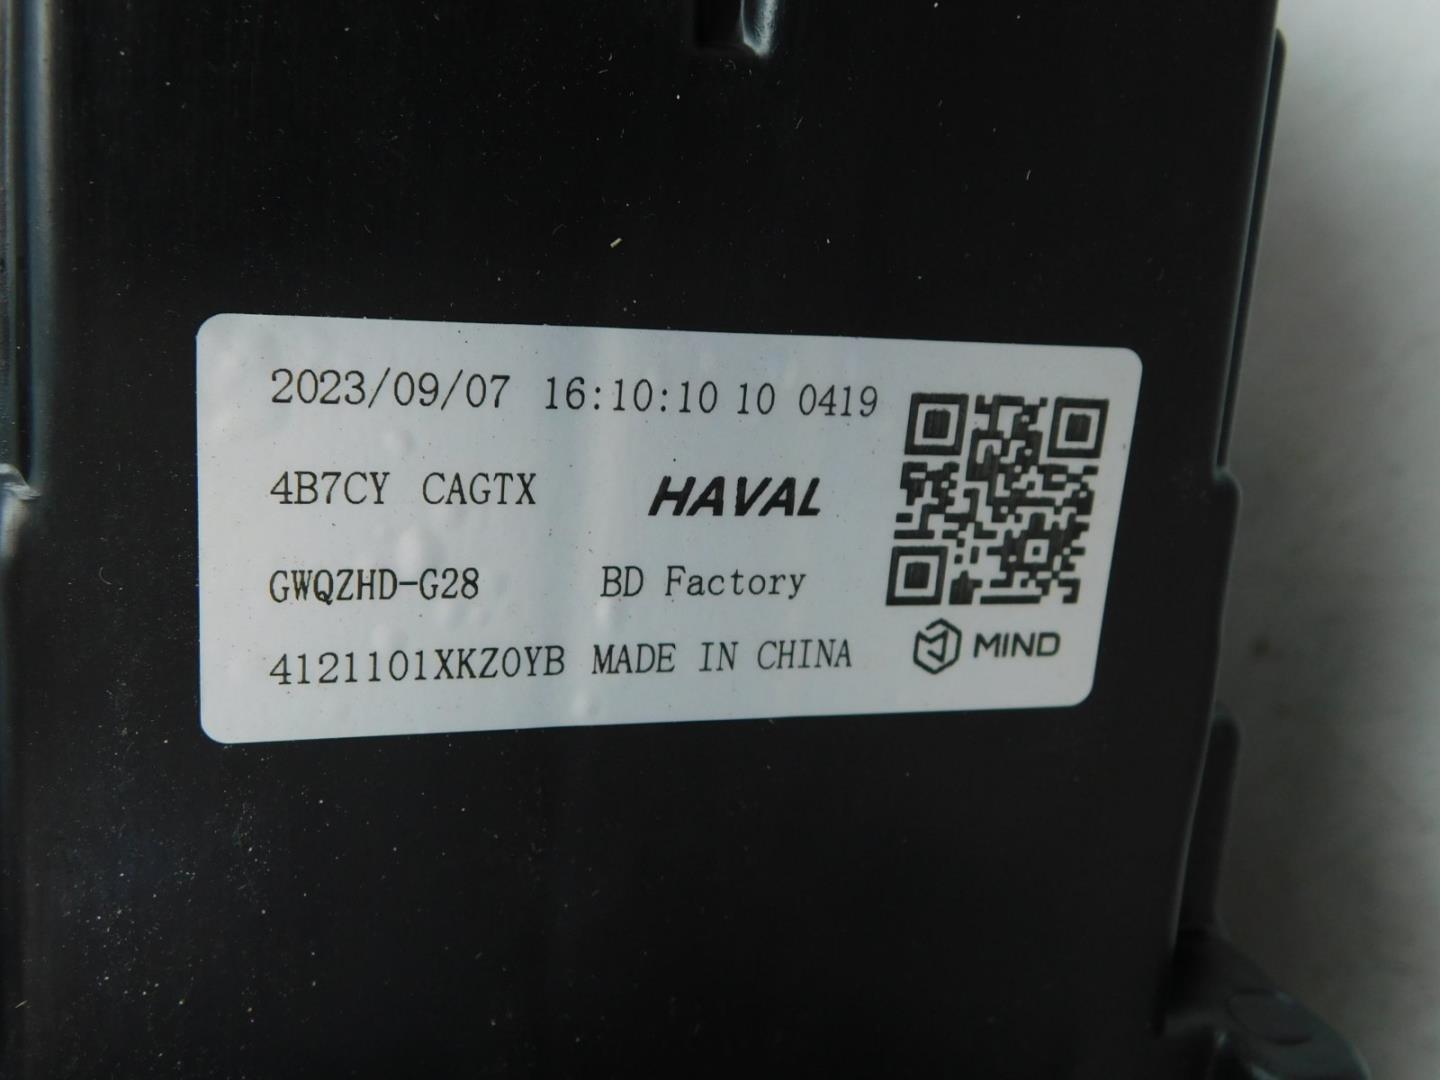 2023/09/07 16:10:10 10 0419
4B7CY CAGTX HAVAL
GWQZHD-G28 BD Factory
4121101XKZ0YB MADE IN CHINA
MIND